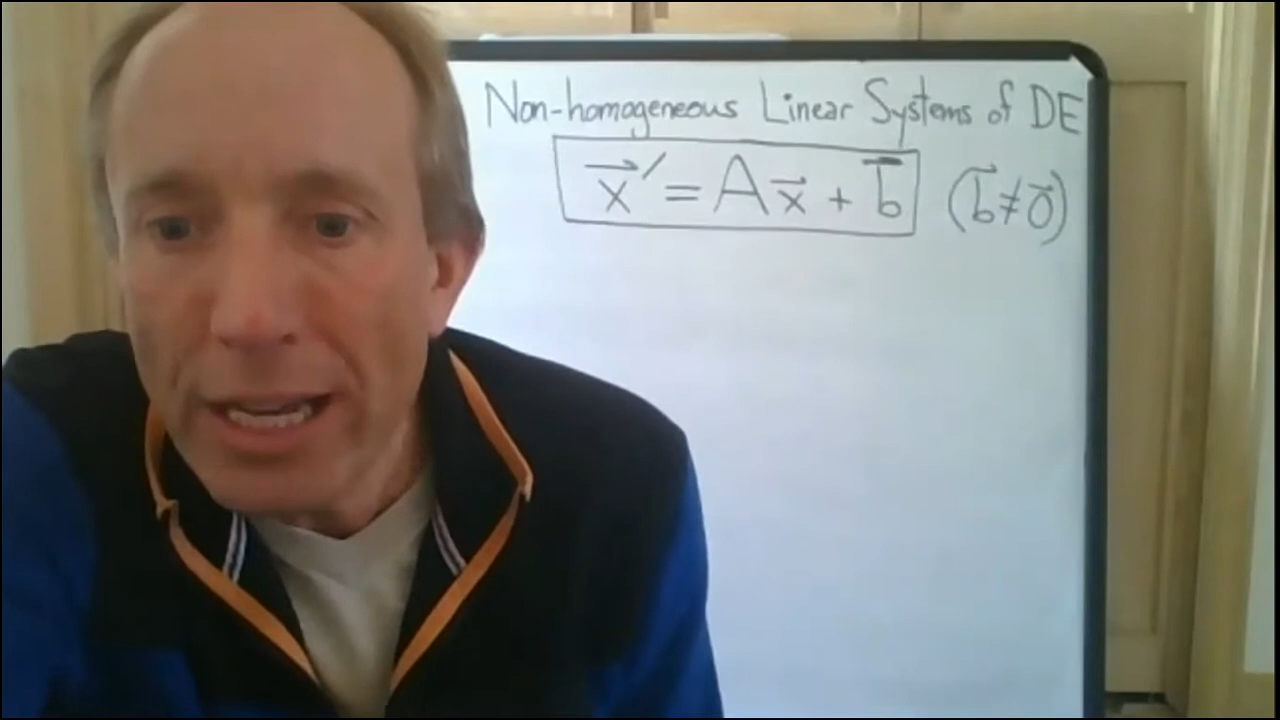 Non-homogeneous Linear Systems of DE
x⃗′ = Ax⃗ + b⃗ (b⃗≠0⃗)